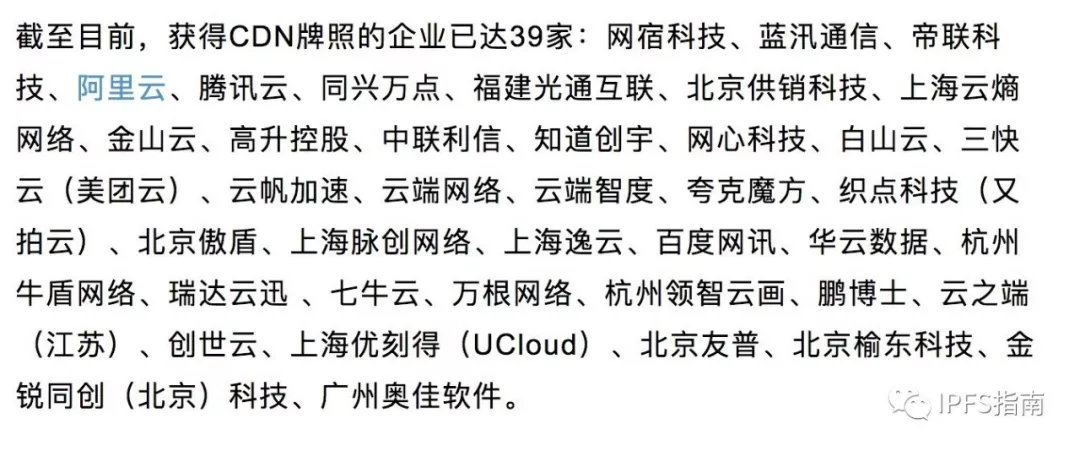 截至目前，获得CDN牌照的企业已达39家：网宿科技、蓝汛通信、帝联科
技、阿里云、腾讯云、同兴万点、福建光通互联、北京供销科技、上海云熵
网络、金山云、高升控股、中联利信、知道创宇、网心科技、白山云、三快
云（美团云）、云帆加速、云端网络、云端智度、夸克魔方、织点科技（又
拍云）、北京傲盾、上海脉创网络、上海逸云、百度网讯、华云数据、杭州
牛盾网络、瑞达云迅 、七牛云、万根网络、杭州领智云画、鹏博士、云之端
（江苏）、创世云、上海优刻得（UCloud）、北京友普、北京榆东科技、金
锐同创（北京）科技、广州奥佳软件。
IPFS指南